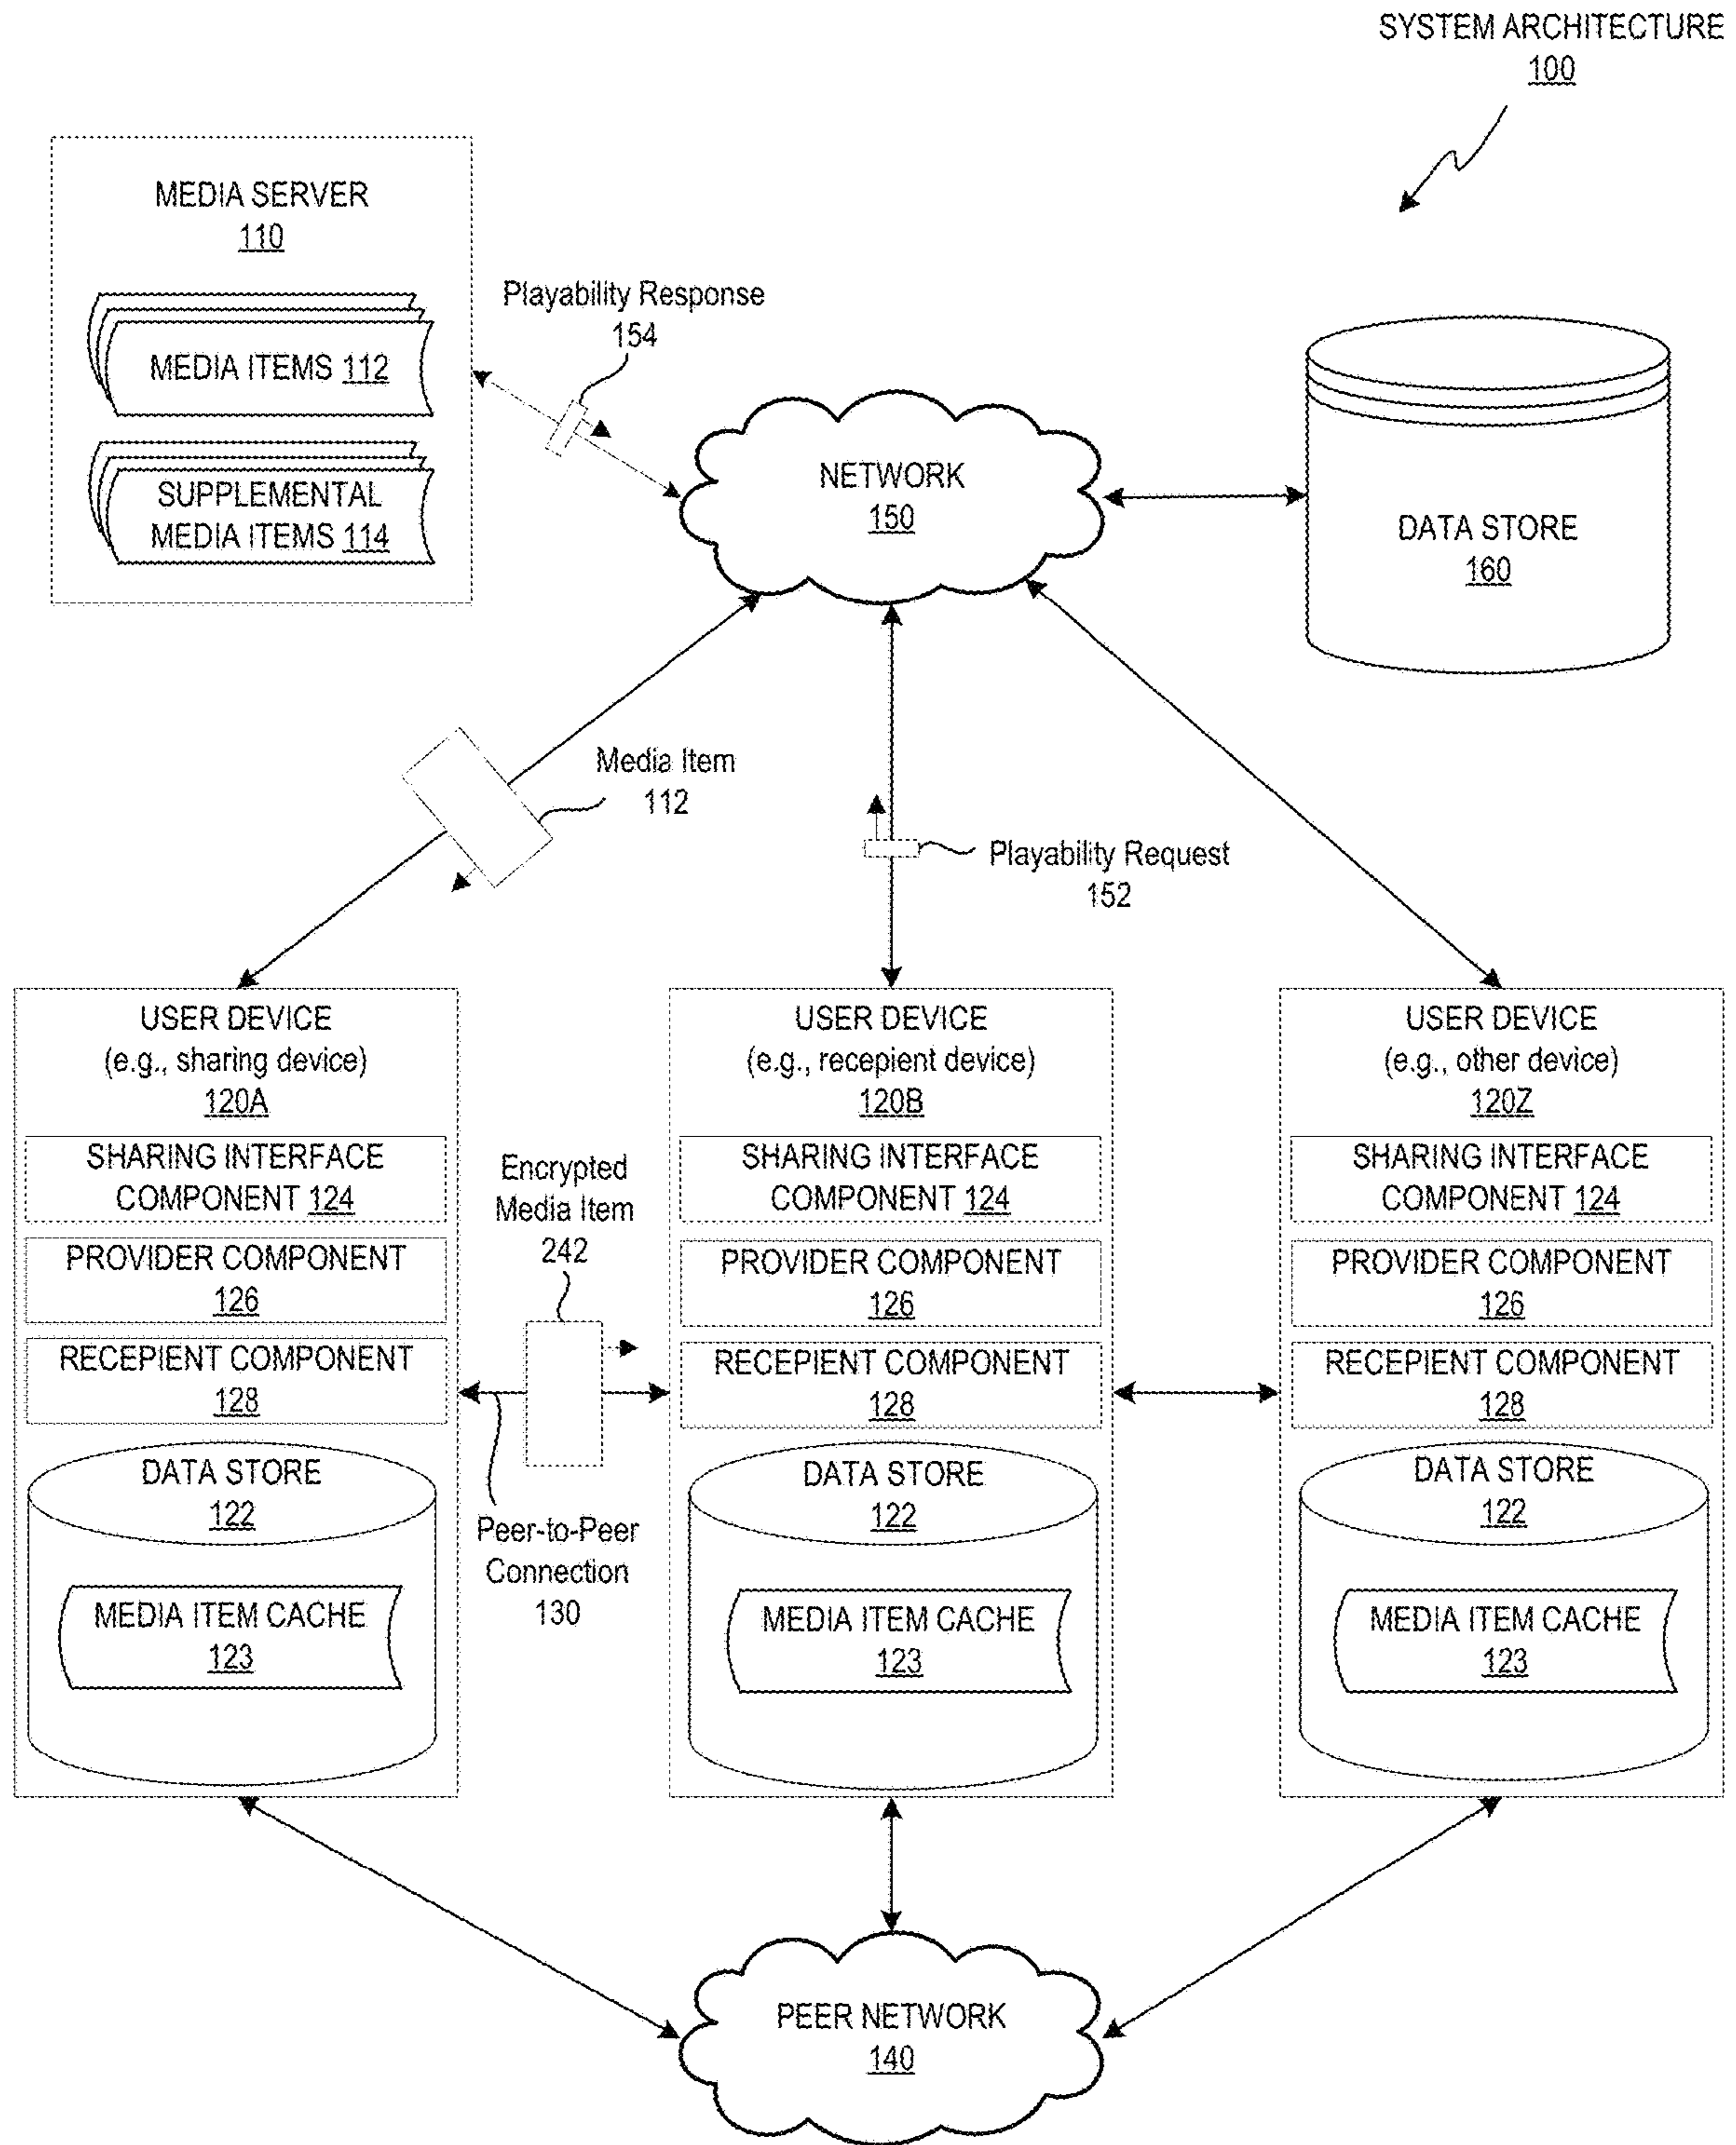 SYSTEM ARCHITECTURE
100
MEDIA SERVER
110
MEDIA ITEMS 112
SUPPLEMENTAL
MEDIA ITEMS 114
Playability Response
154
NETWORK
150
DATA STORE
160
Media Item
112
Playability Request
152
USER DEVICE
(e.g., sharing device)
120A
SHARING INTERFACE
COMPONENT 124
PROVIDER COMPONENT
126
RECEPIENT COMPONENT
128
DATA STORE
122
MEDIA ITEM CACHE
123
Encrypted
Media Item
242
Peer-to-Peer
Connection
130
USER DEVICE
(e.g., recepient device)
120B
SHARING INTERFACE
COMPONENT 124
PROVIDER COMPONENT
126
RECEPIENT COMPONENT
128
DATA STORE
122
MEDIA ITEM CACHE
123
USER DEVICE
(e.g., other device)
120Z
SHARING INTERFACE
COMPONENT 124
PROVIDER COMPONENT
126
RECEPIENT COMPONENT
128
DATA STORE
122
MEDIA ITEM CACHE
123
PEER NETWORK
140